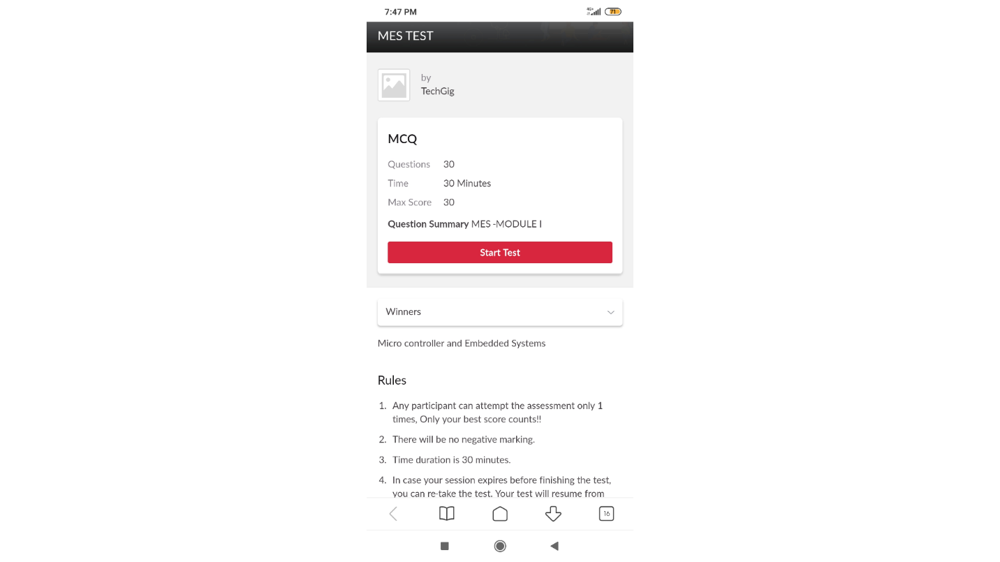 7:47 PM
4G+
71
MES TEST
by
TechGig
MCQ
Questions 30
Time 30 Minutes
Max Score 30
Question Summary MES -MODULE I
Start Test
Winners
Micro controller and Embedded Systems
Rules
1. Any participant can attempt the assessment only 1
times, Only your best score counts!!
2. There will be no negative marking.
3. Time duration is 30 minutes.
4. In case your session expires before finishing the test,
you can re-take the test. Your test will resume from
16